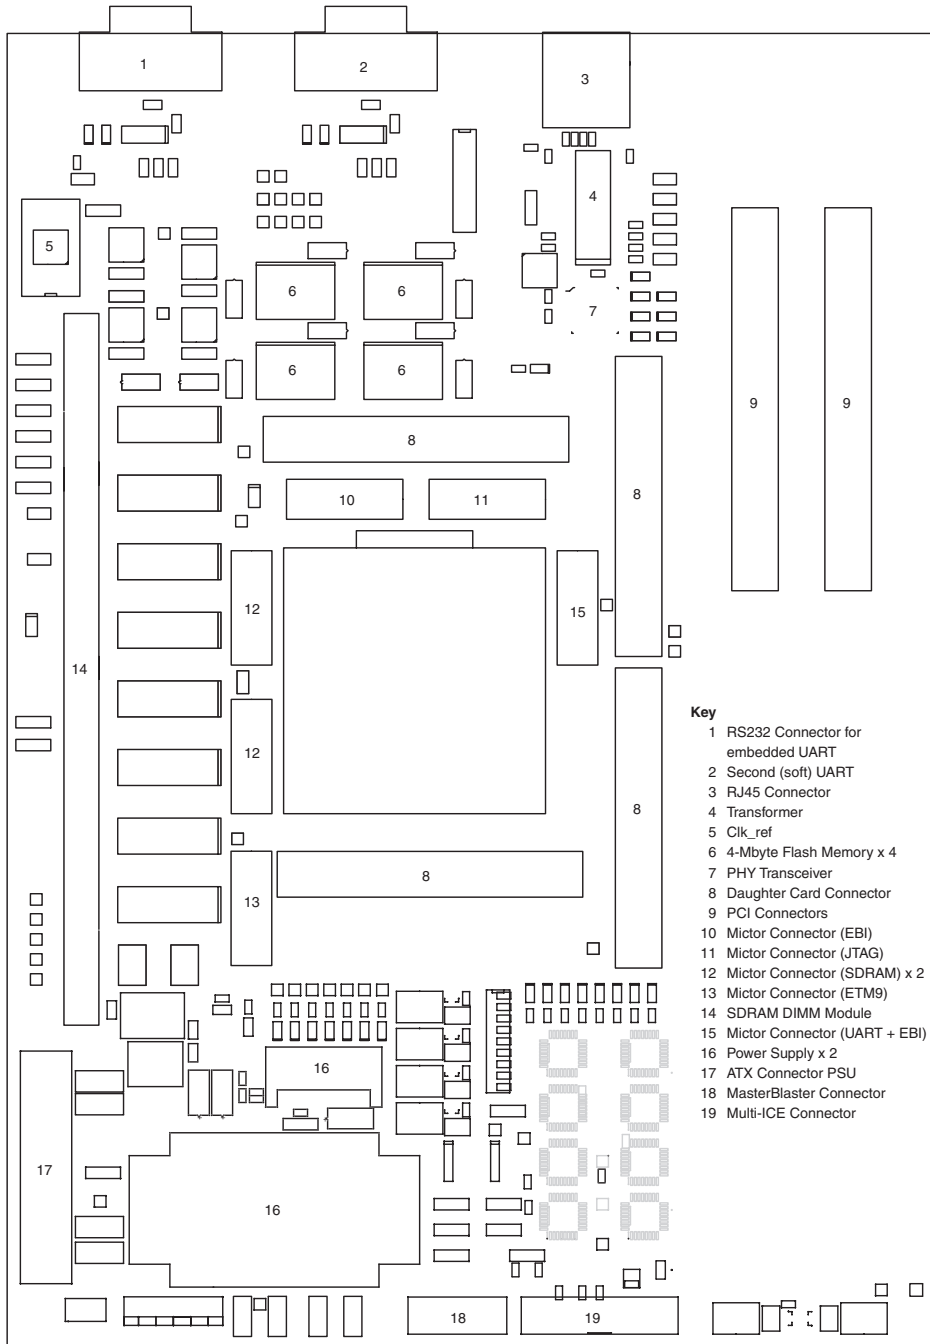 1
2
3
4
5
6
6
7
6
6
9
9
8
10
11
8
12
15
14
12
8
8
13
16
17
16
18
19
Key
1 RS232 Connector for
embedded UART
2 Second (soft) UART
3 RJ45 Connector
4 Transformer
5 Clk_ref
6 4-Mbyte Flash Memory x 4
7 PHY Transceiver
8 Daughter Card Connector
9 PCI Connectors
10 Mictor Connector (EBI)
11 Mictor Connector (JTAG)
12 Mictor Connector (SDRAM) x 2
13 Mictor Connector (ETM9)
14 SDRAM DIMM Module
15 Mictor Connector (UART + EBI)
16 Power Supply x 2
17 ATX Connector PSU
18 MasterBlaster Connector
19 Multi-ICE Connector